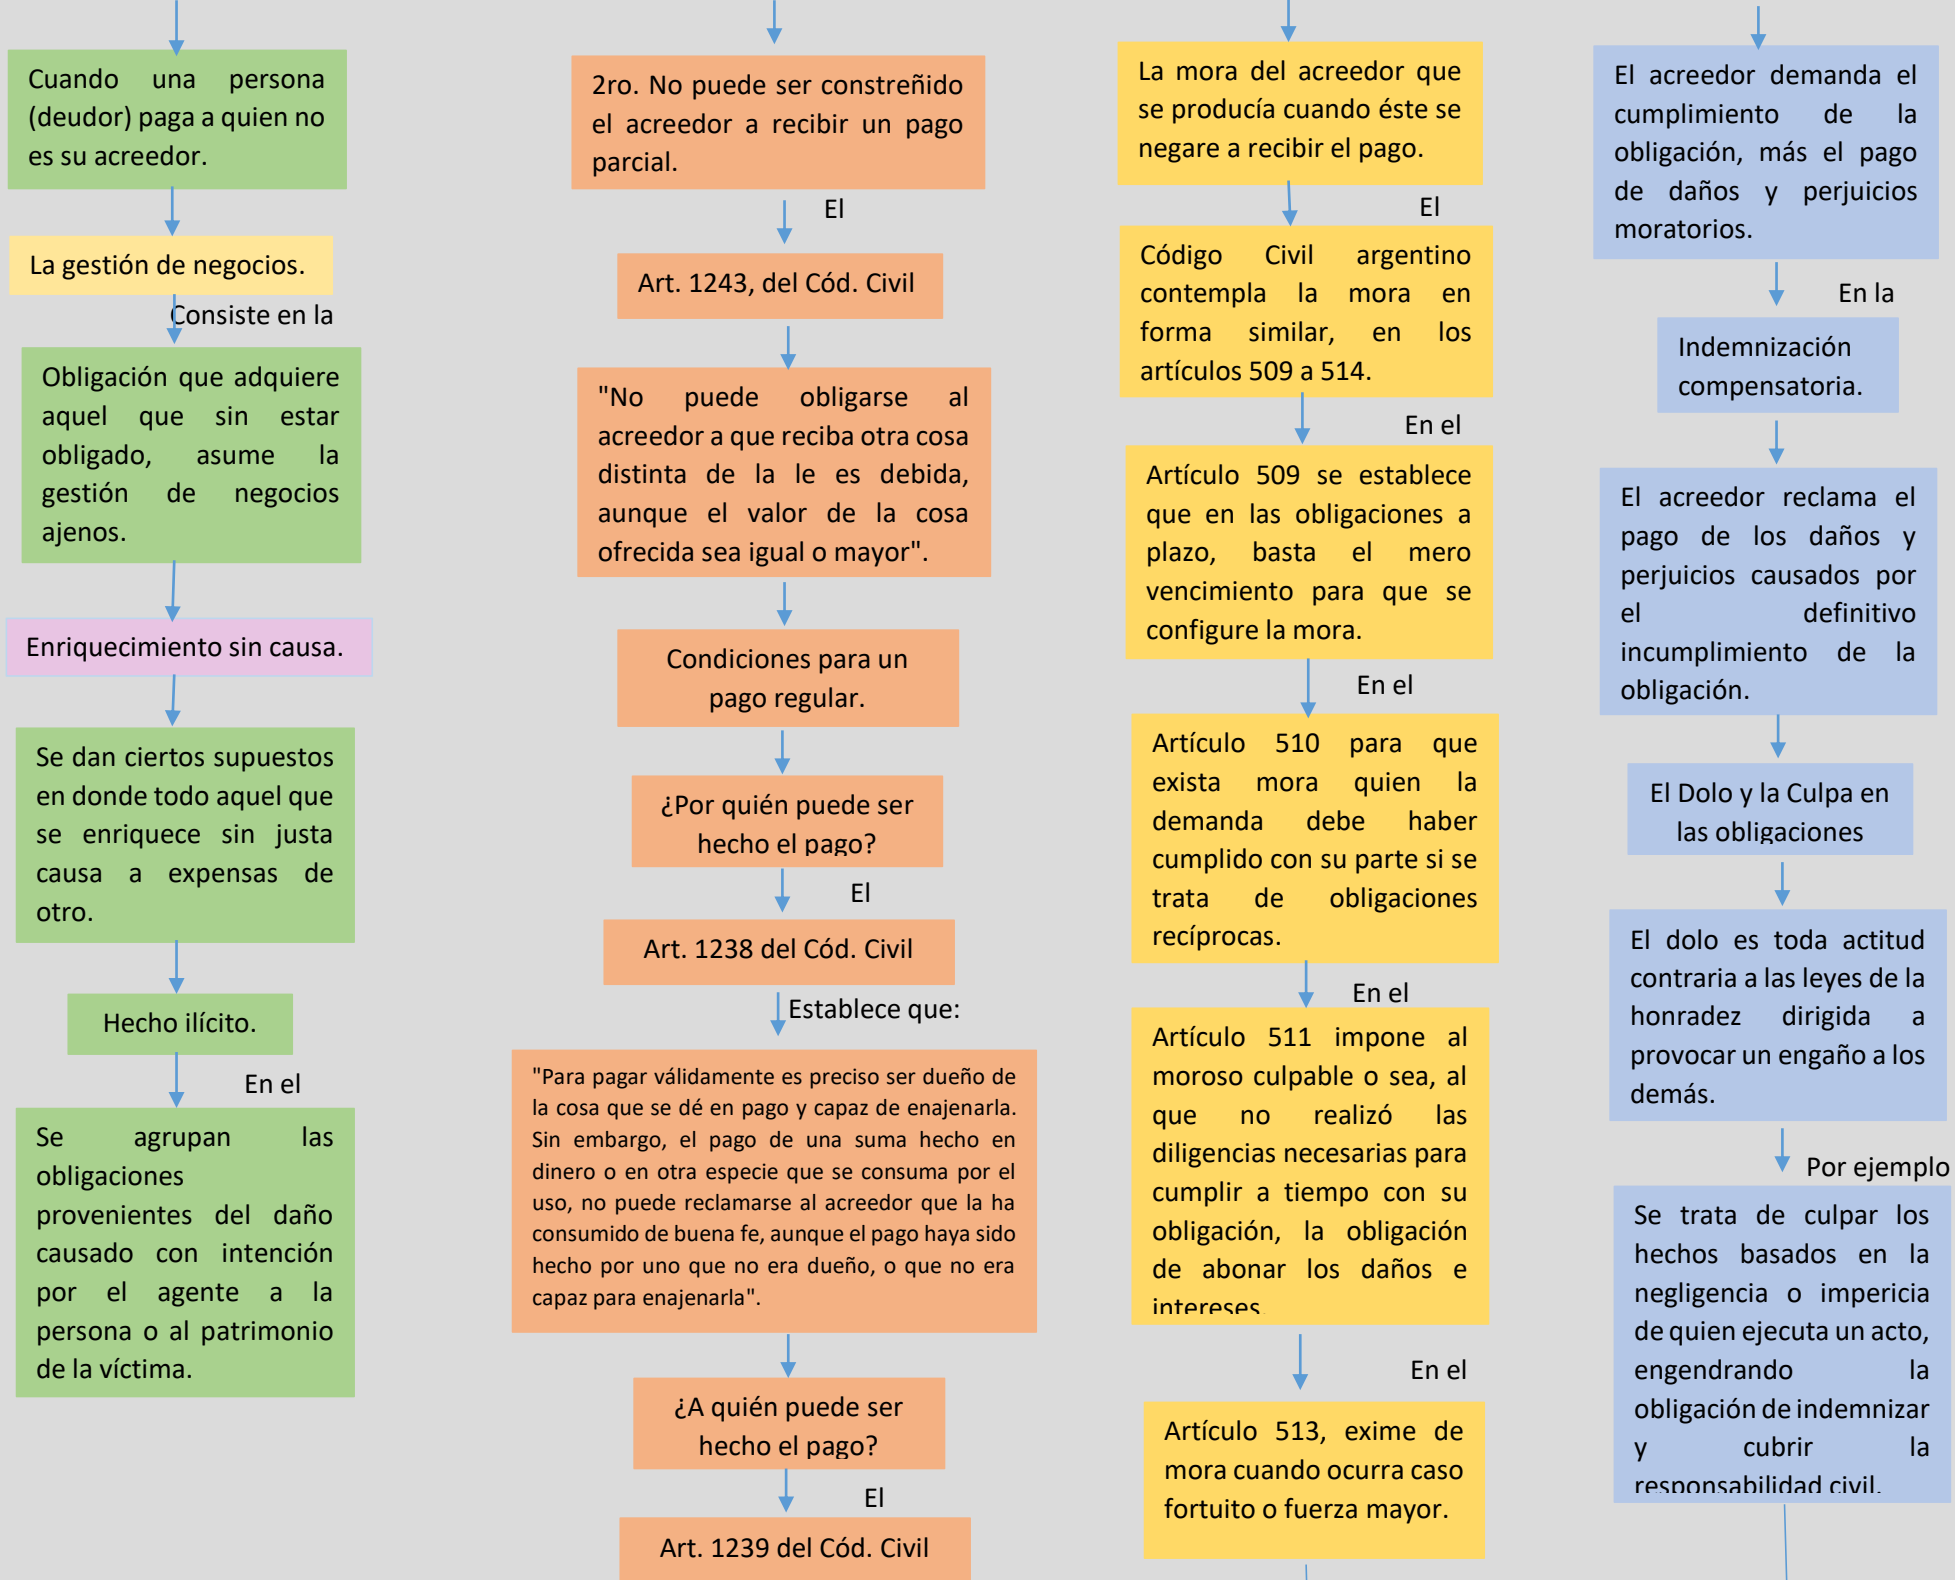 Cuando una persona
(deudor) paga a quien no
es su acreedor.
La gestión de negocios.
Consiste en la
Obligación que adquiere
aquel que sin estar
obligado, asume la
gestión de negocios
ajenos.
Enriquecimiento sin causa.
Se dan ciertos supuestos
en donde todo aquel que
se enriquece sin justa
causa a expensas de
otro.
Hecho ilícito.
En el
Se agrupan las
obligaciones
provenientes del daño
causado con intención
por el agente a la
persona o al patrimonio
de la víctima.
2ro. No puede ser constreñido
el acreedor a recibir un pago
parcial.
El
Art. 1243, del Cód. Civil
"No puede obligarse al
acreedor a que reciba otra cosa
distinta de la le es debida,
aunque el valor de la cosa
ofrecida sea igual o mayor".
Condiciones para un
pago regular.
¿Por quién puede ser
hecho el pago?
El
Art. 1238 del Cód. Civil
Establece que:
"Para pagar válidamente es preciso ser dueño de
la cosa que se dé en pago y capaz de enajenarla.
Sin embargo, el pago de una suma hecho en
dinero o en otra especie que se consuma por el
uso, no puede reclamarse al acreedor que la ha
consumido de buena fe, aunque el pago haya sido
hecho por uno que no era dueño, o que no era
capaz para enajenarla".
¿A quién puede ser
hecho el pago?
El
Art. 1239 del Cód. Civil
La mora del acreedor que
se producía cuando éste se
negare a recibir el pago.
El
Código Civil argentino
contempla la mora en
forma similar, en los
artículos 509 a 514.
En el
Artículo 509 se establece
que en las obligaciones a
plazo, basta el mero
vencimiento para que se
configure la mora.
En el
Artículo 510 para que
exista mora quien la
demanda debe haber
cumplido con su parte si se
trata de obligaciones
recíprocas.
En el
Artículo 511 impone al
moroso culpable o sea, al
que no realizó las
diligencias necesarias para
cumplir a tiempo con su
obligación, la obligación
de abonar los daños e
intereses.
En el
Artículo 513, exime de
mora cuando ocurra caso
fortuito o fuerza mayor.
El acreedor demanda el
cumplimiento de la
obligación, más el pago
de daños y perjuicios
moratorios.
En la
Indemnización
compensatoria.
El acreedor reclama el
pago de los daños y
perjuicios causados por
el definitivo
incumplimiento de la
obligación.
El Dolo y la Culpa en
las obligaciones
El dolo es toda actitud
contraria a las leyes de la
honradez dirigida a
provocar un engaño a los
demás.
Por ejemplo
Se trata de culpar los
hechos basados en la
negligencia o impericia
de quien ejecuta un acto,
engendrando la
obligación de indemnizar
y cubrir la
responsabilidad civil.